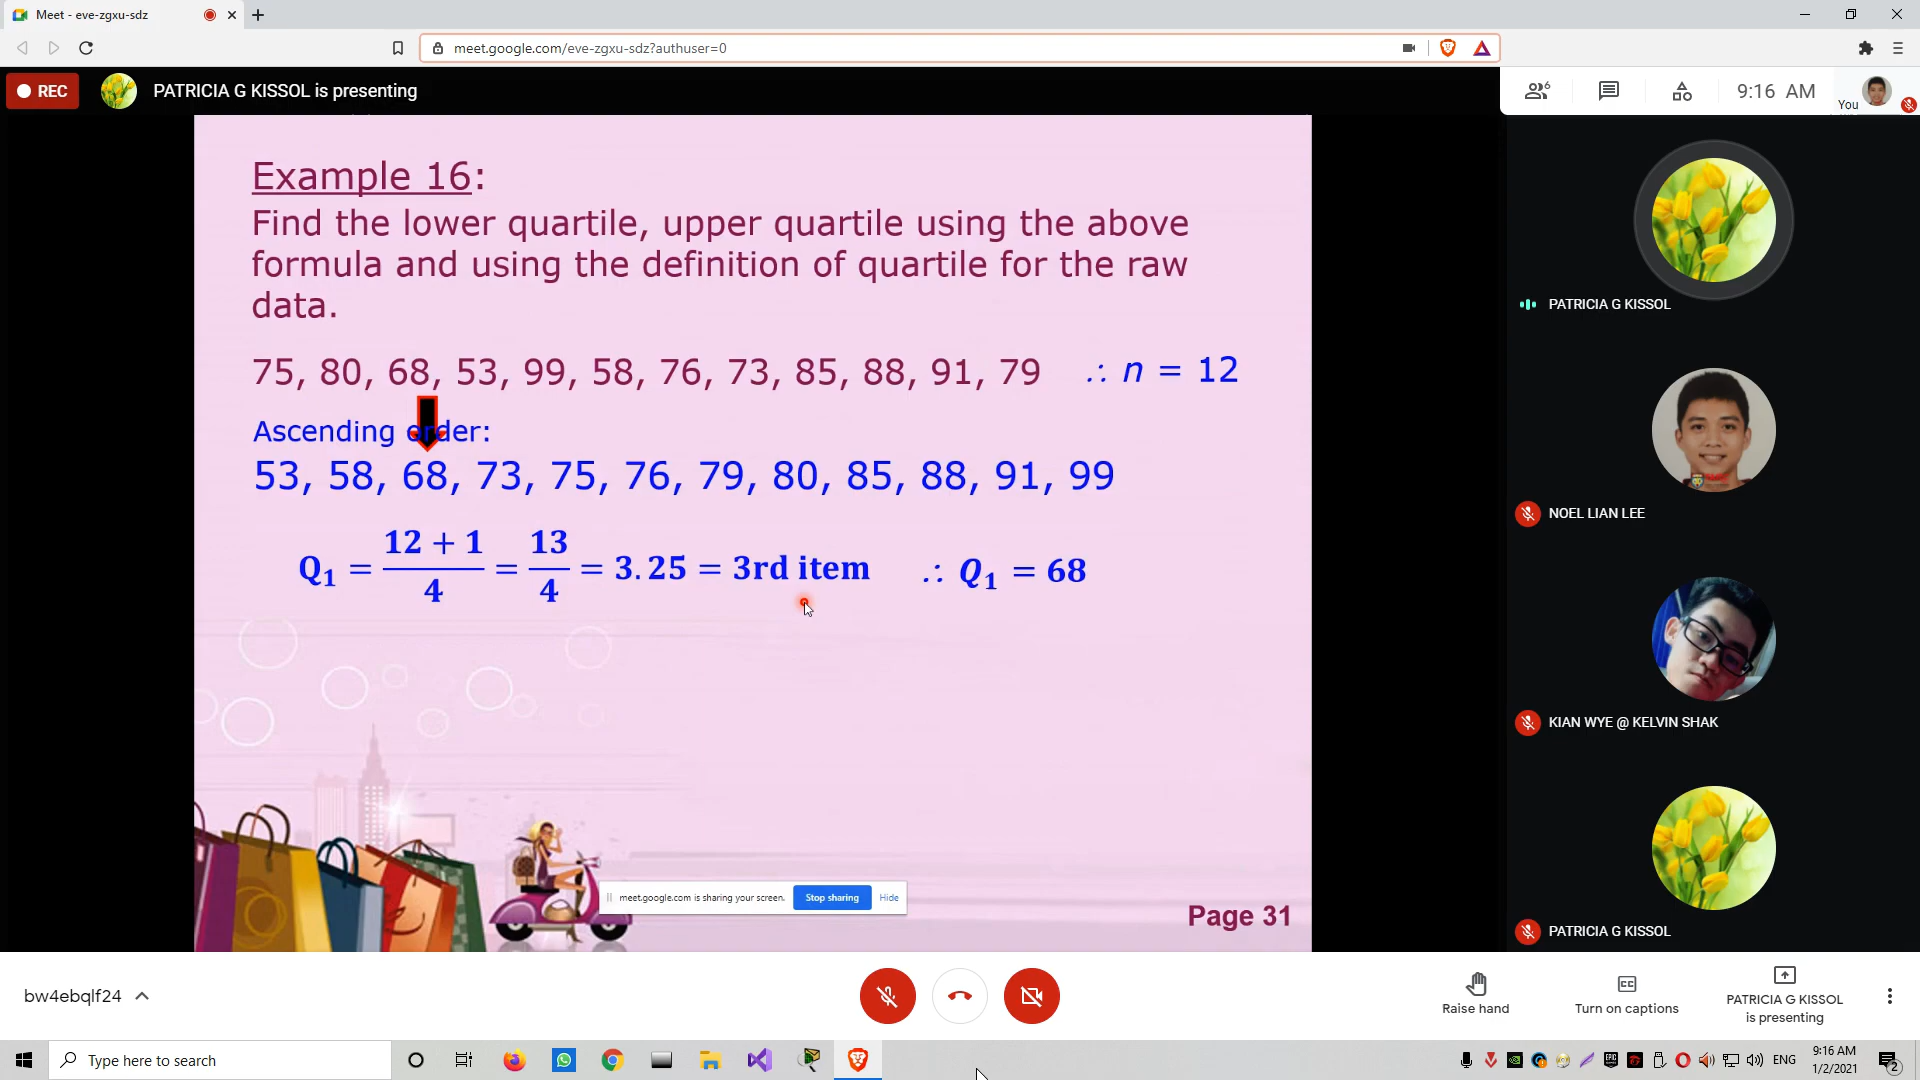 Meet - eve-zgxu-sdz
meet.google.com/eve-zgxu-sdz?authuser=0
REC
PATRICIA G KISSOL is presenting
6
9:16 AM
You
Example 16:
Find the lower quartile, upper quartile using the above
formula and using the definition of quartile for the raw
data.
75, 80, 68, 53, 99, 58, 76, 73, 85, 88, 91, 79 ∴ n = 12
Ascending order:
53, 58, 68, 73, 75, 76, 79, 80, 85, 88, 91, 99
Q₁ = (12 + 1)/4 = 13/4 = 3.25 = 3rd item ∴ Q₁ = 68
meet.google.com is sharing your screen.
Stop sharing
Hide
Page 31
PATRICIA G KISSOL
NOEL LIAN LEE
KIAN WYE @ KELVIN SHAK
PATRICIA G KISSOL
bw4ebqlf24
Raise hand
CC
Turn on captions
PATRICIA G KISSOL
is presenting
Type here to search
ENG
9:16 AM
1/2/2021
2